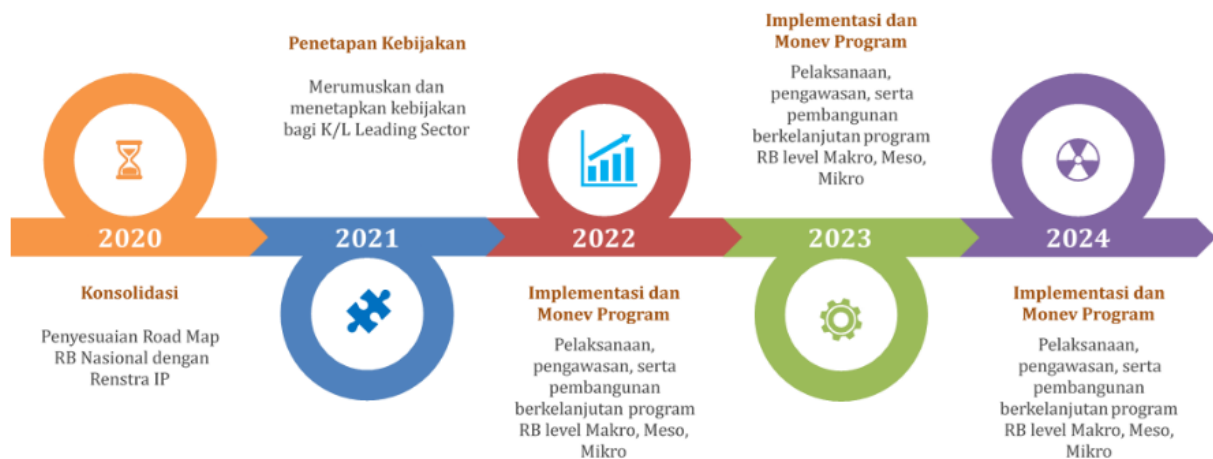 2020
Konsolidasi
Penyesuaian Road Map
RB Nasional dengan
Renstra IP
Penetapan Kebijakan
Merumuskan dan
menetapkan kebijakan
bagi K/L Leading Sector
2021
2022
Implementasi dan
Monev Program
Pelaksanaan,
pengawasan, serta
pembangunan
berkelanjutan program
RB level Makro, Meso,
Mikro
Implementasi dan
Monev Program
Pelaksanaan,
pengawasan, serta
pembangunan
berkelanjutan program
RB level Makro, Meso,
Mikro
2023
2024
Implementasi dan
Monev Program
Pelaksanaan,
pengawasan, serta
pembangunan
berkelanjutan program
RB level Makro, Meso,
Mikro